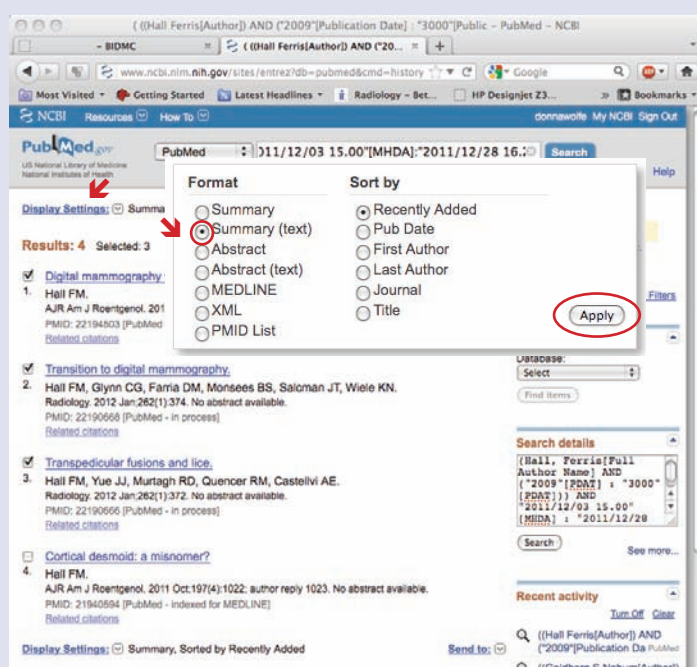 ( ((Hall Ferris[Author]) AND ("2009"[Publication Date] : "3000"[Public – PubMed – NCBI
– BIDMC
( ((Hall Ferris[Author]) AND ("20...
www.ncbi.nlm.nih.gov/sites/entrez?db=pubmed&cmd=history
Google
Most Visited
Getting Started
Latest Headlines
Radiology – Bet...
HP Designjet Z3...
Bookmarks
NCBI Resources How To
donnawolfe My NCBI Sign Out
PubMed.gov
US National Library of Medicine
National Institutes of Health
PubMed
011/12/03 15.00"[MHDA]:"2011/12/28 16.
Search
Help
Display Settings: Summa
Format
Summary
Summary (text)
Abstract
Abstract (text)
MEDLINE
XML
PMID List
Sort by
Recently Added
Pub Date
First Author
Last Author
Journal
Title
Apply
Results: 4 Selected: 3
Filters
Digital mammography
1. Hall FM.
AJR Am J Roentgenol. 201
PMID: 22194503 [PubMed
Related citations
Transition to digital mammography.
2. Hall FM, Glynn CG, Farria DM, Monsees BS, Salcman JT, Wiele KN.
Radiology. 2012 Jan;262(1):374. No abstract available.
PMID: 22190668 [PubMed - in process]
Related citations
Transpedicular fusions and lice.
3. Hall FM, Yue JJ, Murtagh RD, Quencer RM, Castellvi AE.
Radiology. 2012 Jan;262(1):372. No abstract available.
PMID: 22190666 [PubMed - in process]
Related citations
Cortical desmoid: a misnomer?
4. Hall FM.
AJR Am J Roentgenol. 2011 Oct;197(4):1022; author reply 1023. No abstract available.
PMID: 21940594 [PubMed - indexed for MEDLINE]
Related citations
Display Settings: Summary, Sorted by Recently Added
Send to:
Database:
Select
Find items
Search details
(Hall, Ferris[Full
Author Name] AND
("2009"[PDAT] : "3000"
[PDAT])) AND
"2011/12/03 15.00"
[MHDA] : "2011/12/28
Search
See more...
Recent activity
Turn Off Clear
((Hall Ferris[Author]) AND
("2009"[Publication Da PubMed